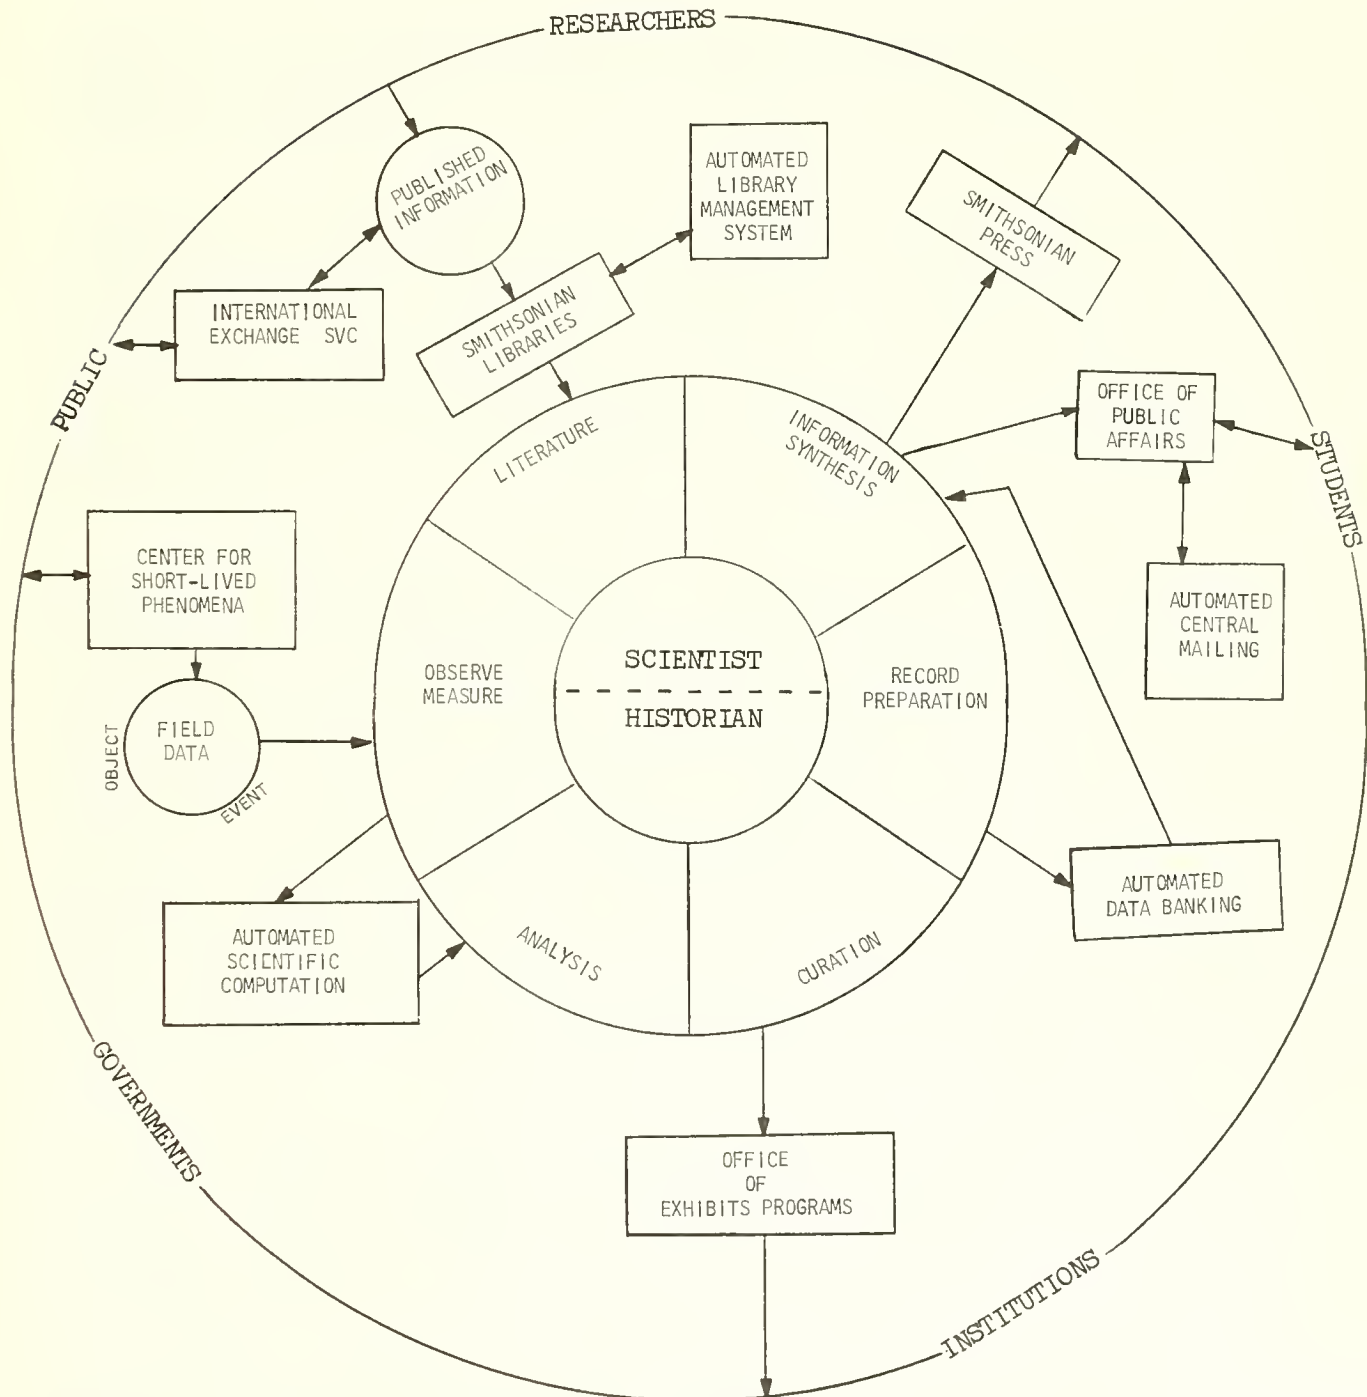 RESEARCHERS
PUBLISHED
INFORMATION
AUTOMATED
LIBRARY
MANAGEMENT
SYSTEM
SMITHSONIAN
PRESS
INTERNATIONAL
EXCHANGE SVC
SMITHSONIAN
LIBRARIES
PUBLIC
OFFICE OF
PUBLIC
AFFAIRS
STUDENTS
LITERATURE
INFORMATION
SYNTHESIS
CENTER FOR
SHORT-LIVED
PHENOMENA
AUTOMATED
CENTRAL
MAILING
OBSERVE
MEASURE
SCIENTIST
HISTORIAN
RECORD
PREPARATION
OBJECT
FIELD
DATA
EVENT
AUTOMATED
SCIENTIFIC
COMPUTATION
ANALYSIS
CURATION
AUTOMATED
DATA BANKING
GOVERNMENTS
OFFICE
OF
EXHIBITS PROGRAMS
INSTITUTIONS